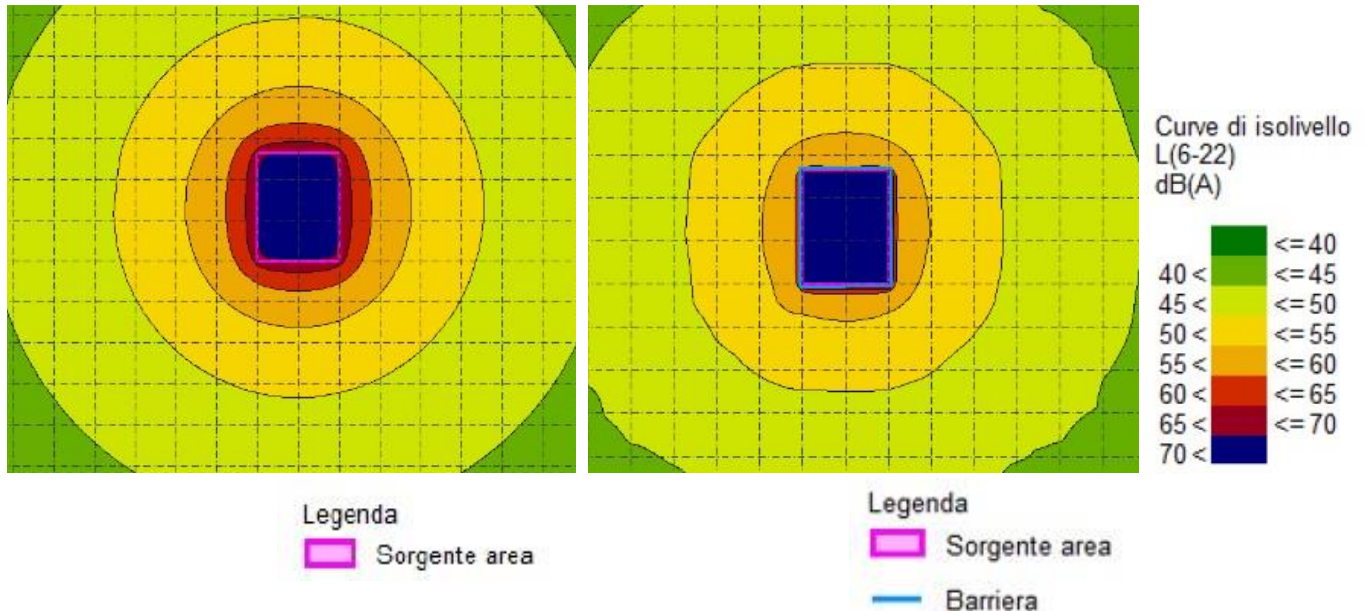 Curve di isolivello
L(6-22)
dB(A)
<= 40
40 < <= 45
45 < <= 50
50 < <= 55
55 < <= 60
60 < <= 65
65 < <= 70
70 <
Legenda
Sorgente area
Legenda
Sorgente area
Barriera